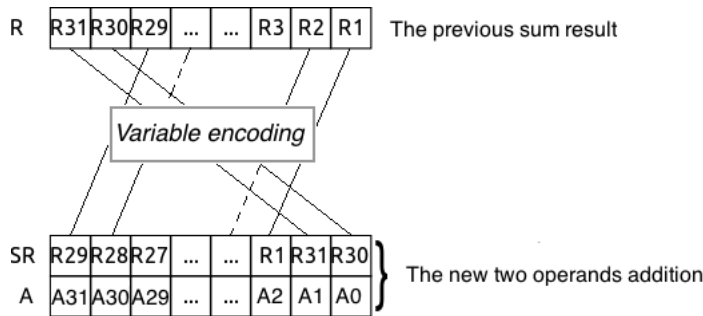 R R31 R30 R29 ... ... R3 R2 R1 The previous sum result
Variable encoding
SR R29 R28 R27 ... ... R1 R31 R30
A A31 A30 A29 ... ... A2 A1 A0
The new two operands addition